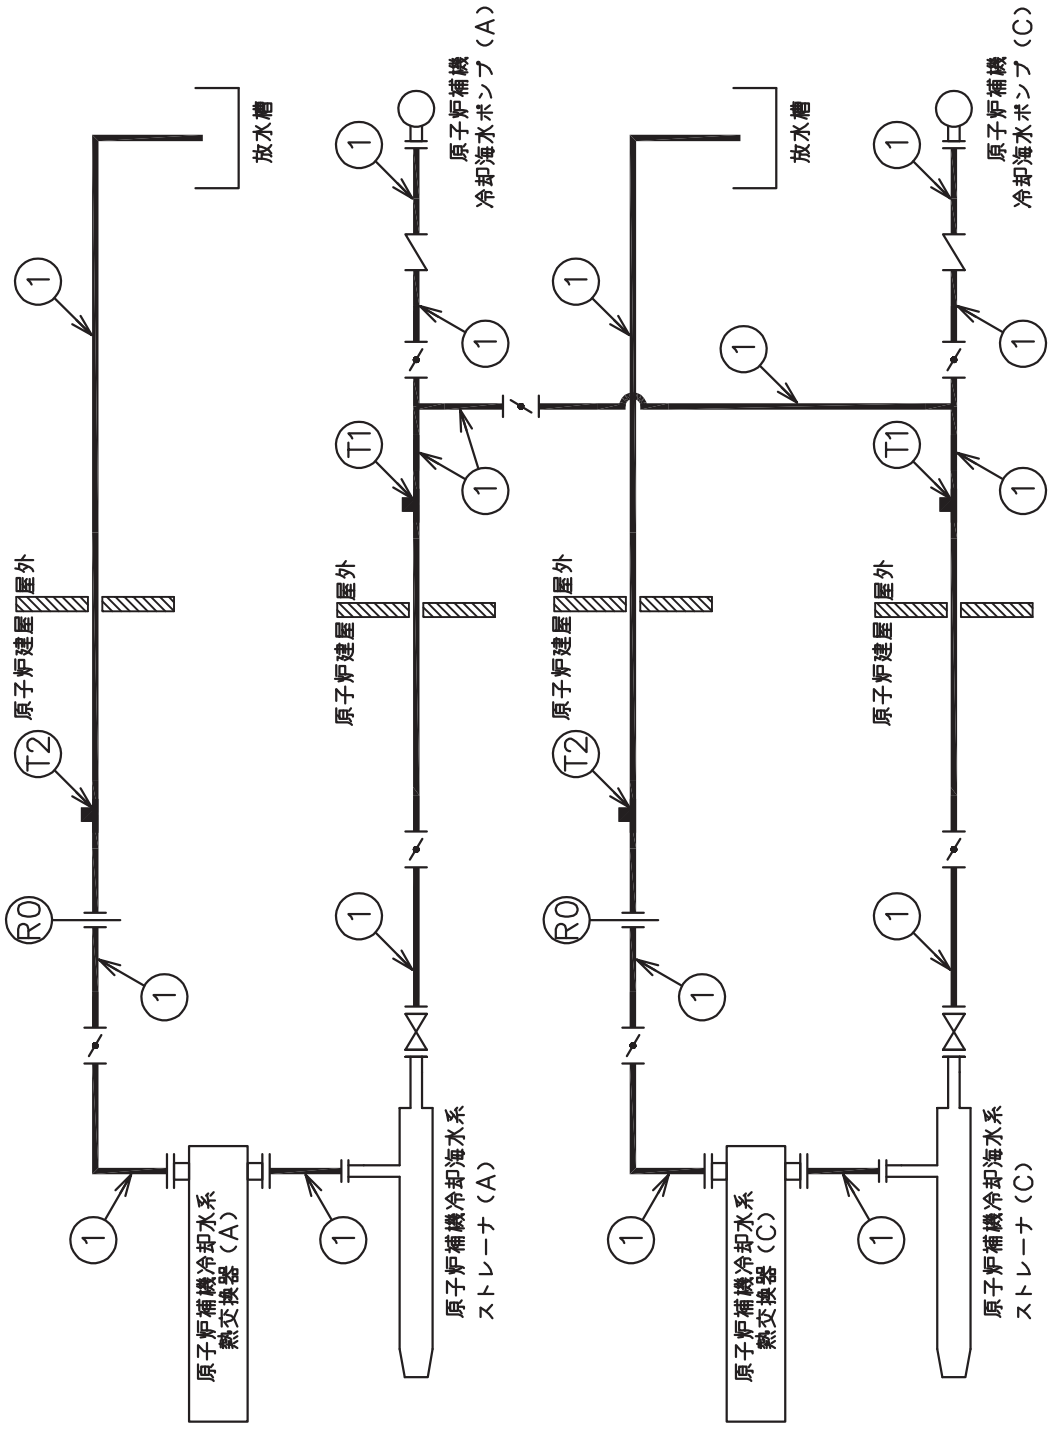 1
放水槽
屋外
原子炉建屋
T2
RO
1
1
原子炉補機冷却水系
熱交換器(A)
1
原子炉補機
冷却海水ポンプ(A)
1
1
T1
1
屋外
原子炉建屋
1
原子炉補機冷却海水系
ストレーナ(A)
1
放水槽
1
屋外
原子炉建屋
T2
RO
1
1
原子炉補機冷却水系
熱交換器(C)
1
原子炉補機
冷却海水ポンプ(C)
1
1
T1
1
屋外
原子炉建屋
1
原子炉補機冷却海水系
ストレーナ(C)